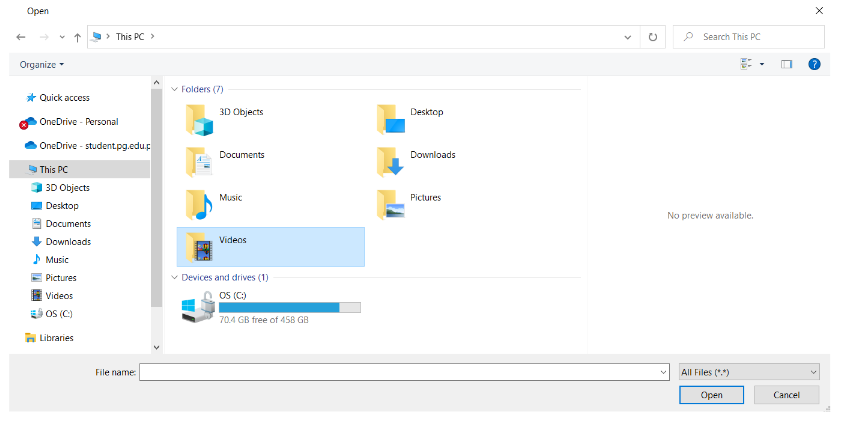 Open
This PC
Search This PC
Organize
Quick access
OneDrive - Personal
OneDrive - student.pg.edu.p
This PC
3D Objects
Desktop
Documents
Downloads
Music
Pictures
Videos
OS (C:)
Libraries
Folders (7)
3D Objects
Desktop
Documents
Downloads
Music
Pictures
Videos
Devices and drives (1)
OS (C:)
70.4 GB free of 458 GB
No preview available.
File name:
All Files (*.*)
Open
Cancel